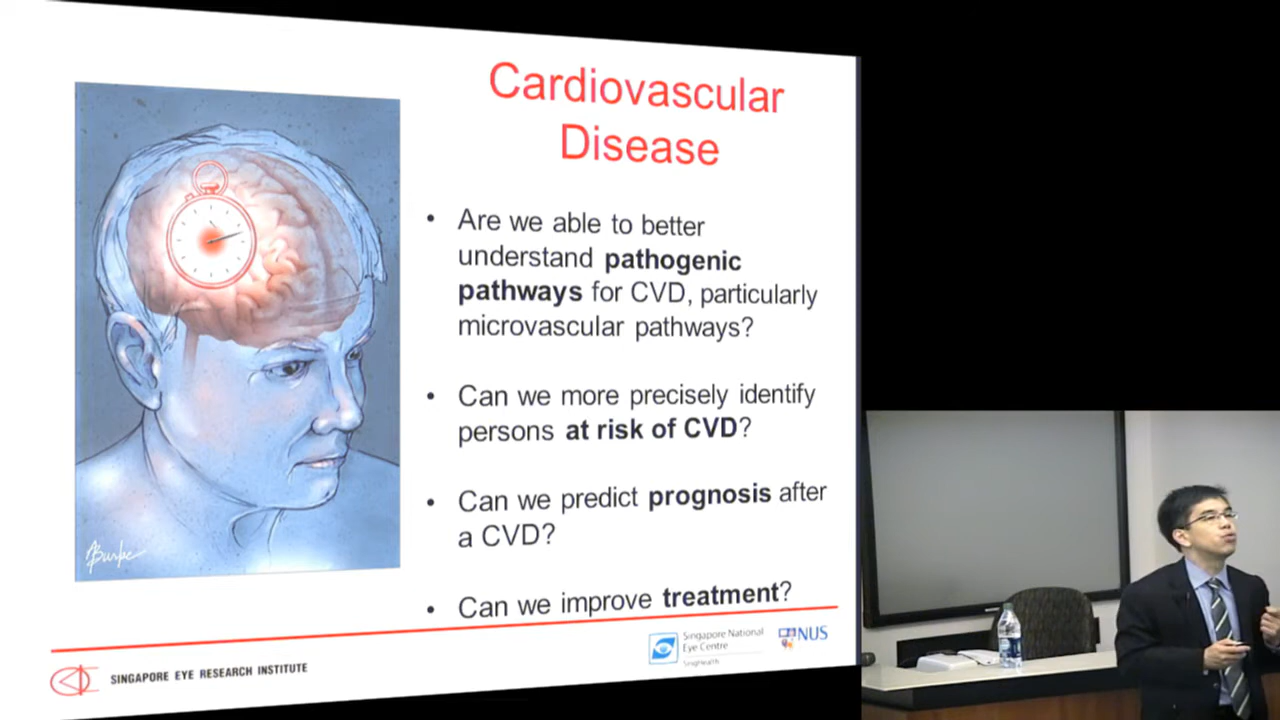 Cardiovascular
Disease
• Are we able to better
understand pathogenic
pathways for CVD, particularly
microvascular pathways?
• Can we more precisely identify
persons at risk of CVD?
• Can we predict prognosis after
a CVD?
• Can we improve treatment?
ABurke
SINGAPORE EYE RESEARCH INSTITUTE
Singapore National
Eye Centre
SingHealth
NUS